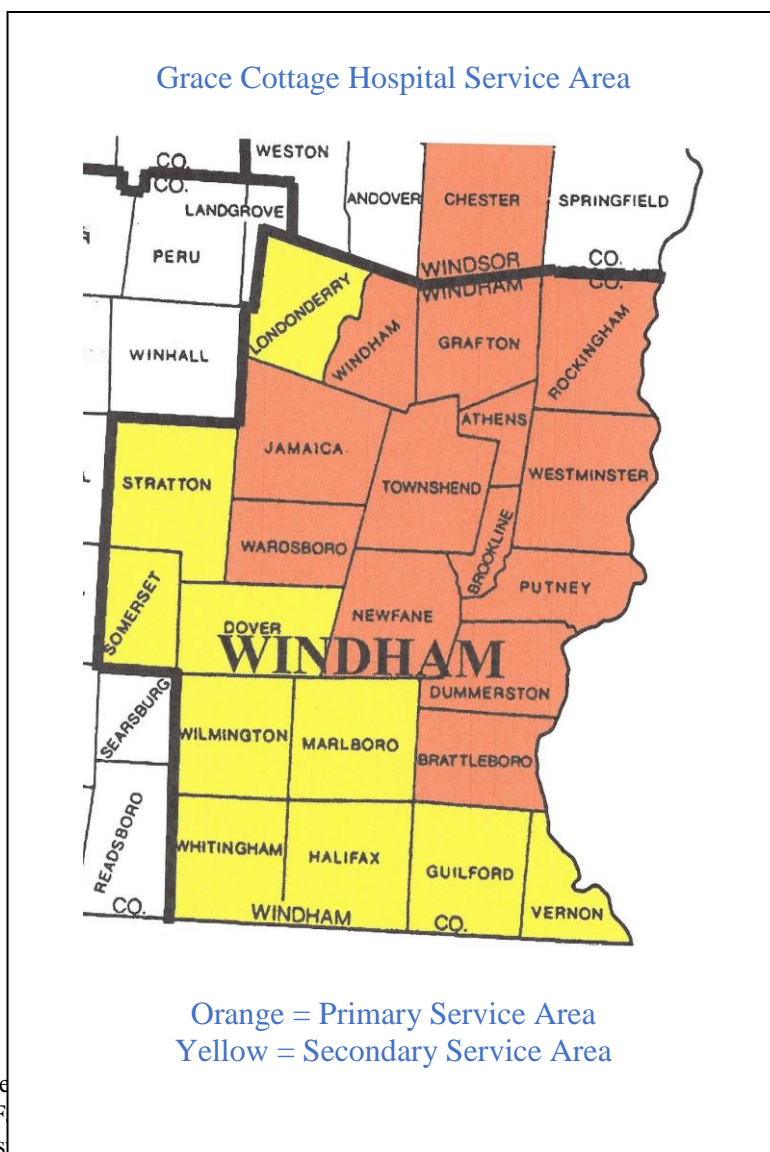 Grace Cottage Hospital Service Area
CO.
CO.
WESTON
LANDGROVE
ANDOVER
CHESTER
SPRINGFIELD
PERU
WINDSOR
CO.
WINDHAM
CO.
LONDONDERRY
WINDHAM
GRAFTON
ROCKINGHAM
WINHALL
ATHENS
JAMAICA
WESTMINSTER
STRATTON
TOWNSHEND
WARDSBORO
BROOKLINE
PUTNEY
SOMERSET
NEWFANE
DOVER
WINDHAM
DUMMERSTON
SEARSBURG
WILMINGTON
MARLBORO
BRATTLEBORO
READSBORO
WHITINGHAM
HALIFAX
GUILFORD
VERNON
CO.
WINDHAM
CO.
Orange = Primary Service Area
Yellow = Secondary Service Area